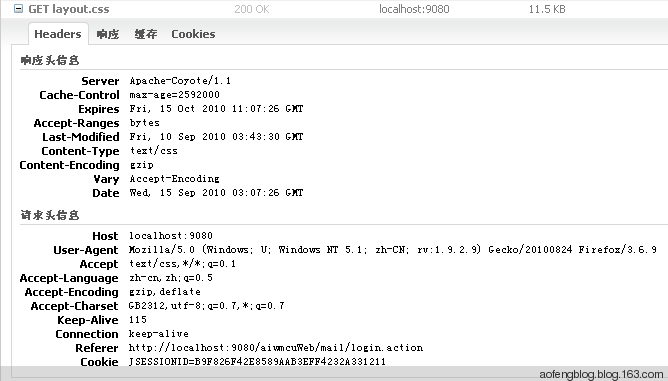 GET layout.css 200 OK localhost:9080 11.5 KB
Headers 响应 缓存 Cookies
响应头信息
Server Apache-Coyote/1.1
Cache-Control max-age=2592000
Expires Fri, 15 Oct 2010 11:07:26 GMT
Accept-Ranges bytes
Last-Modified Fri, 10 Sep 2010 03:43:30 GMT
Content-Type text/css
Content-Encoding gzip
Vary Accept-Encoding
Date Wed, 15 Sep 2010 03:07:26 GMT
请求头信息
Host localhost:9080
User-Agent Mozilla/5.0 (Windows; U; Windows NT 5.1; zh-CN; rv:1.9.2.9) Gecko/20100824 Firefox/3.6.9
Accept text/css,*/*;q=0.1
Accept-Language zh-cn,zh;q=0.5
Accept-Encoding gzip,deflate
Accept-Charset GB2312,utf-8;q=0.7,*;q=0.7
Keep-Alive 115
Connection keep-alive
Referer http://localhost:9080/aiwmcuWeb/mail/login.action
Cookie JSESSIONID=B9F826F42E8589AAB3EFF4232A331211
aofengblog.blog.163.com